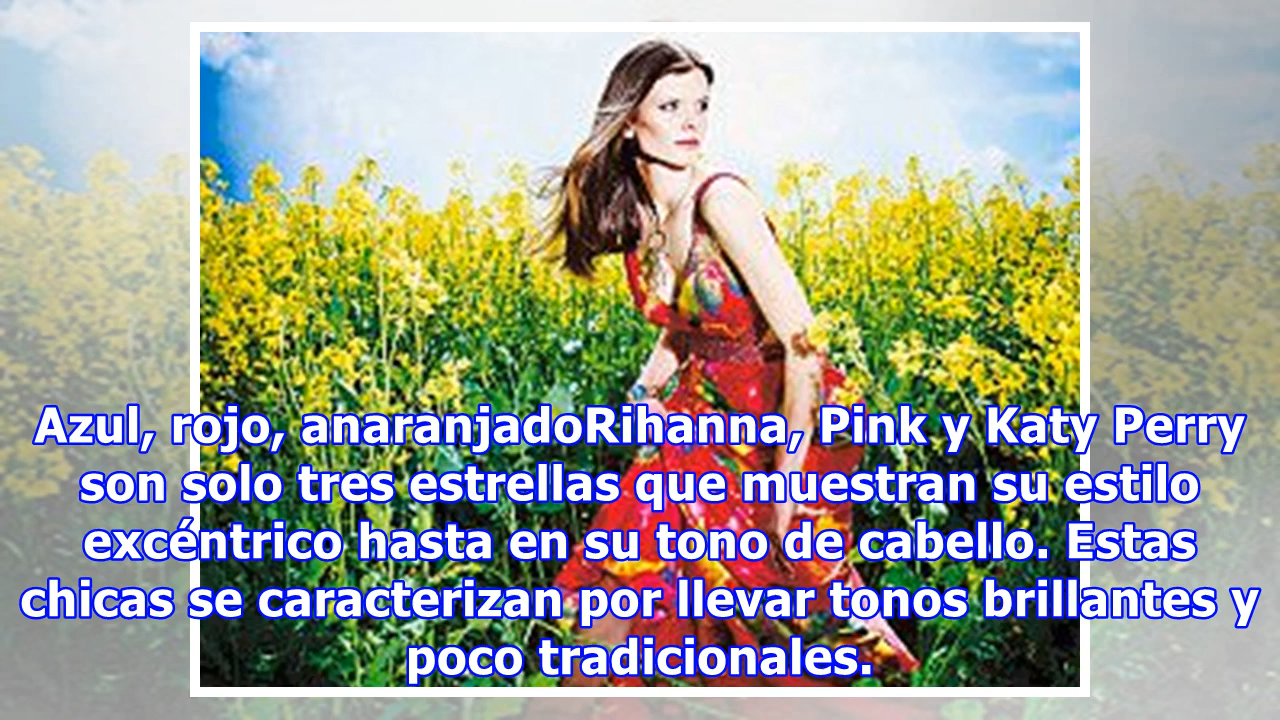 Azul, rojo, anaranjadoRihanna, Pink y Katy Perry
son solo tres estrellas que muestran su estilo
excéntrico hasta en su tono de cabello. Estas
chicas se caracterizan por llevar tonos brillantes y
poco tradicionales.